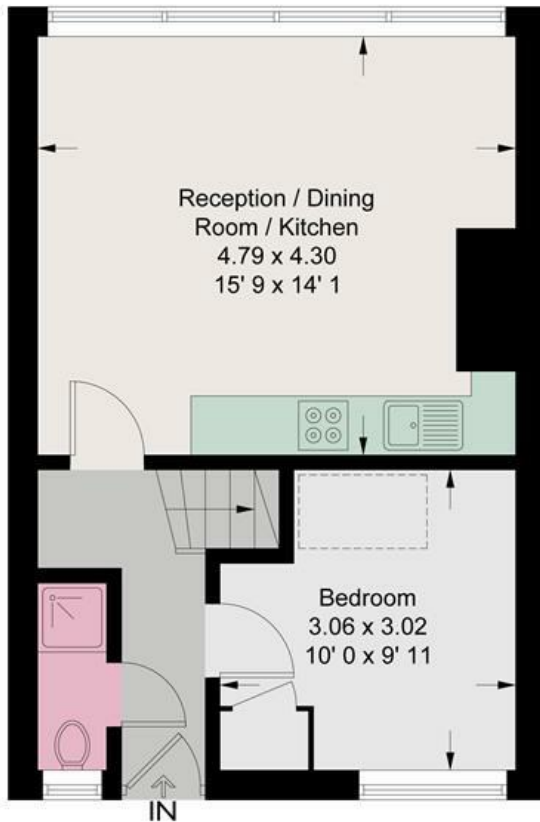 Reception / Dining
Room / Kitchen
4.79 x 4.30
15' 9 x 14' 1
Bedroom
3.06 x 3.02
10' 0 x 9' 11
IN